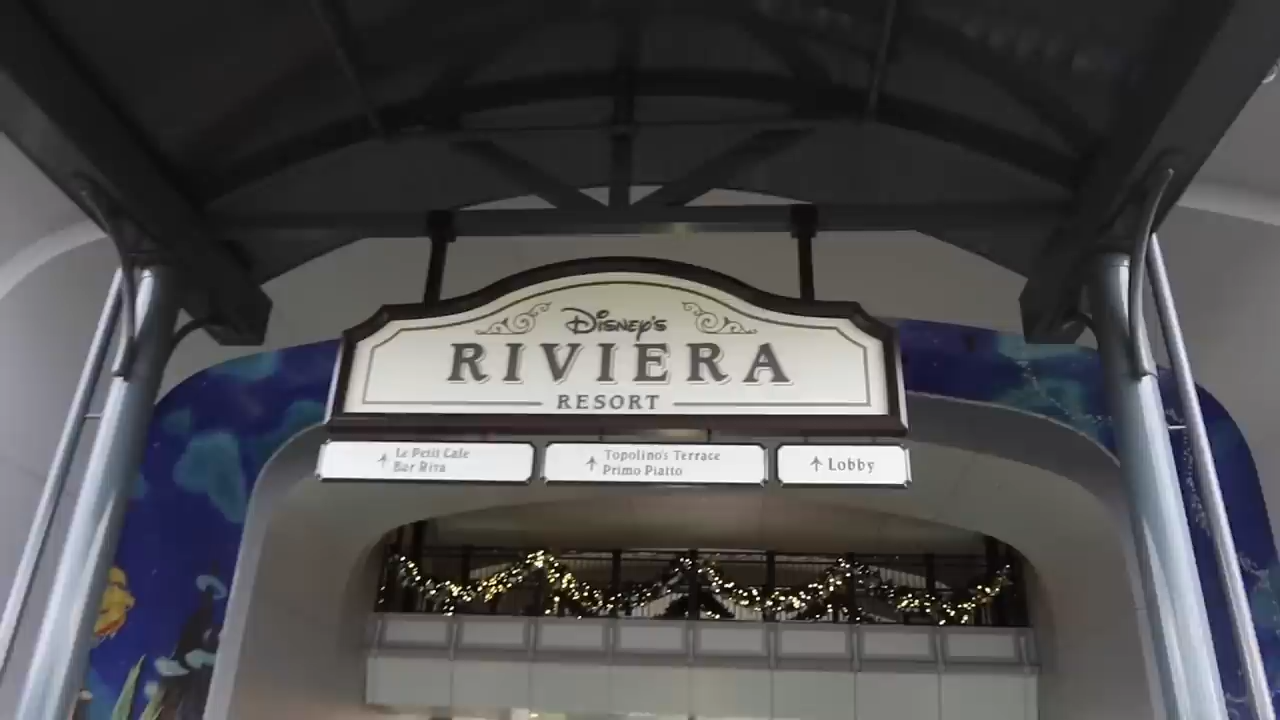 Disney's
RIVIERA
RESORT
Le Petit Cafe
Bar Riva
Topolino's Terrace
Primo Piatto
Lobby